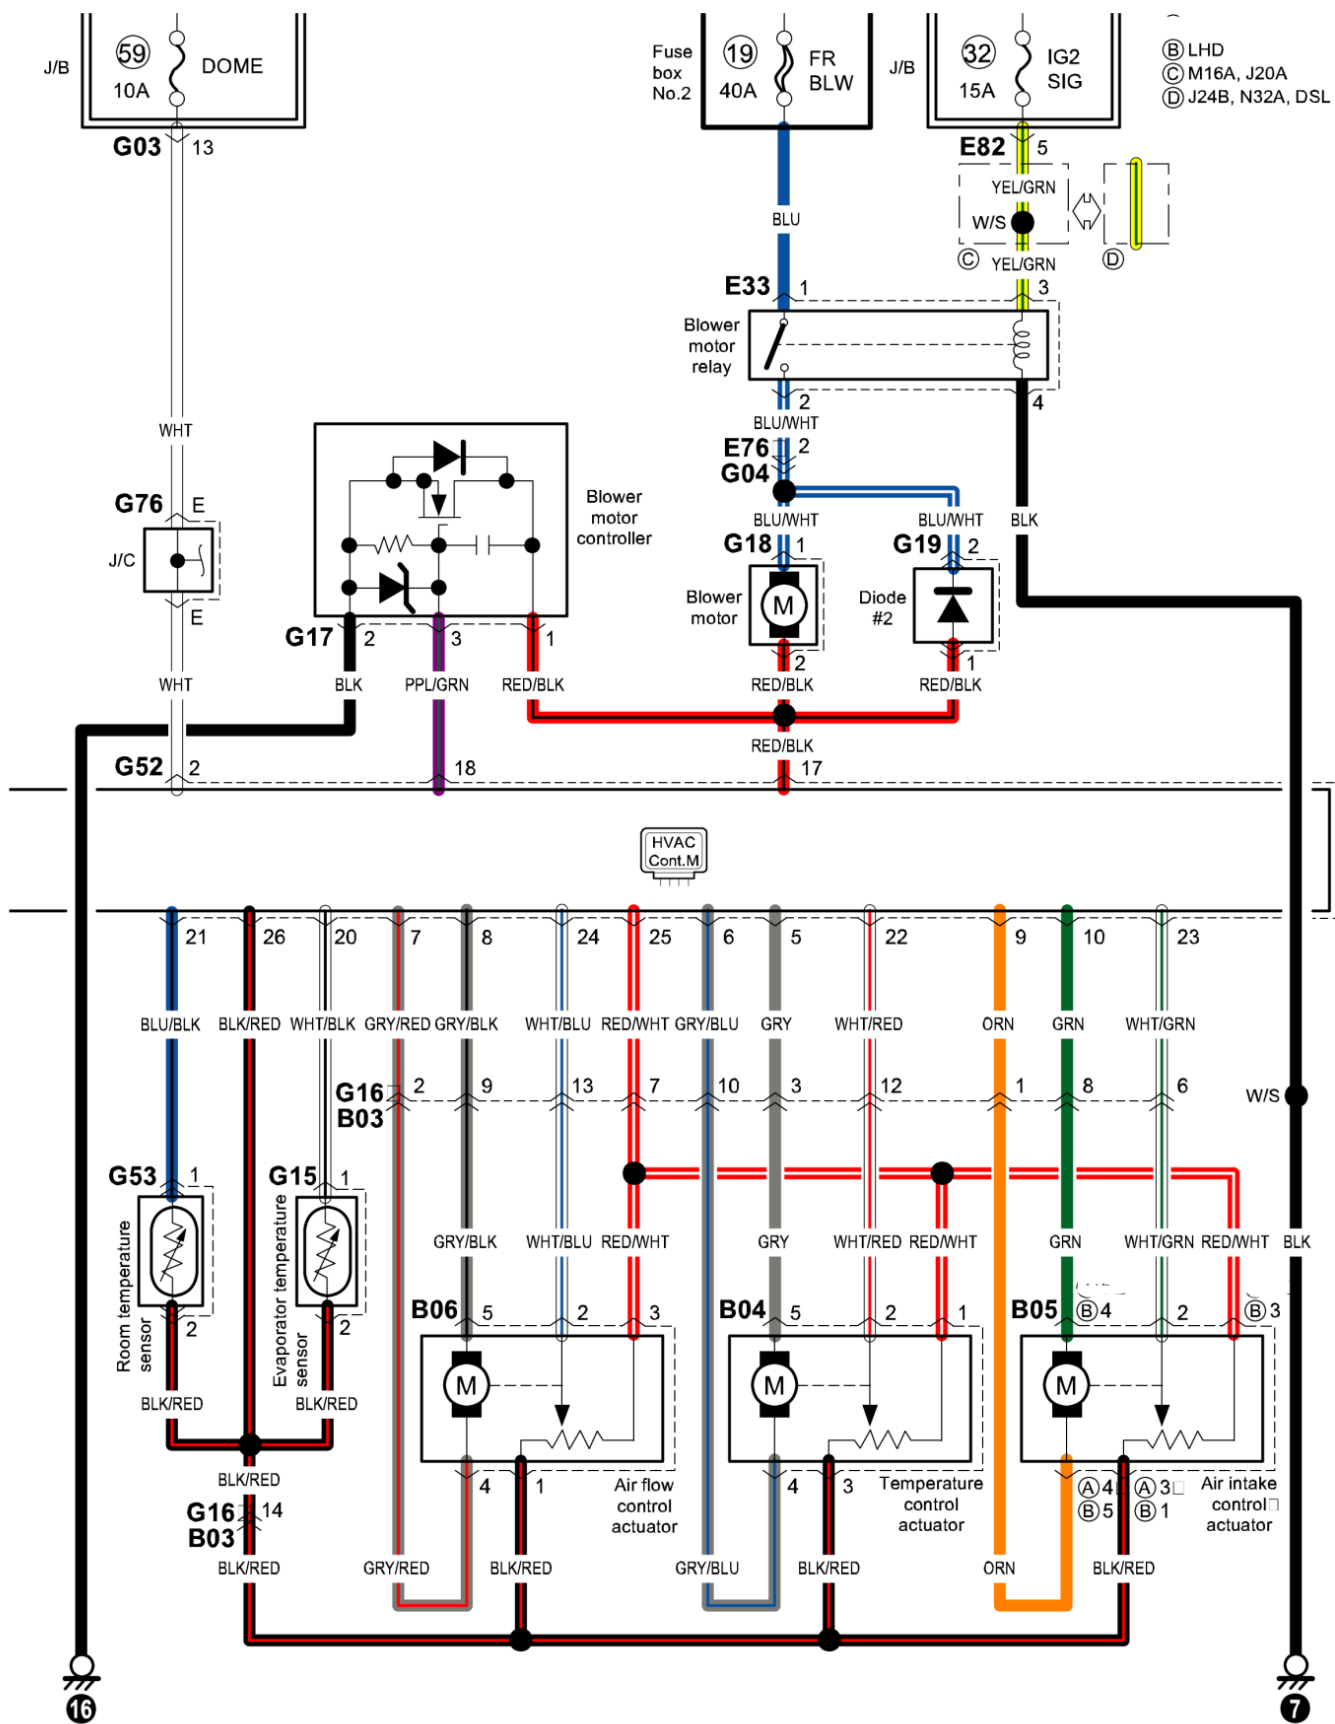 59
10A
DOME
J/B
Fuse
box
No.2
19
40A
FR
BLW
J/B
32
15A
IG2
SIG
B LHD
C M16A, J20A
D J24B, N32A, DSL
G03 13
E82 5
YEL/GRN
W/S
YEL/GRN
C
D
BLU
E33 1
3
Blower
motor
relay
2
4
BLU/WHT
E76 2
G04
WHT
G76 E
J/C
E
WHT
Blower
motor
controller
BLU/WHT
BLU/WHT
BLK
G18 1
G19 2
Blower
motor
M
Diode
#2
G17 2
3
1
2
1
BLK
PPL/GRN
RED/BLK
RED/BLK
RED/BLK
RED/BLK
G52 2
18
17
HVAC
Cont.M
21
26
20
7
8
24
25
6
5
22
9
10
23
BLU/BLK
BLK/RED
WHT/BLK
GRY/RED
GRY/BLK
WHT/BLU
RED/WHT
GRY/BLU
GRY
WHT/RED
ORN
GRN
WHT/GRN
G16 2
B03
9
13
7
10
3
12
1
8
6
W/S
G53 1
G15 1
Room temperature
sensor
Evaporator temperature
sensor
GRY/BLK
WHT/BLU
RED/WHT
GRY
WHT/RED
RED/WHT
GRN
WHT/GRN
RED/WHT
BLK
2
2
B06 5
2
3
B04 5
2
1
B05
B 4
2
B 3
M
M
M
BLK/RED
BLK/RED
BLK/RED
G16 14
B03
BLK/RED
4
1
Air flow
control
actuator
4
3
Temperature
control
actuator
A 4
B 5
A 3
B 1
Air intake
control
actuator
GRY/RED
BLK/RED
GRY/BLU
BLK/RED
ORN
BLK/RED
16
7